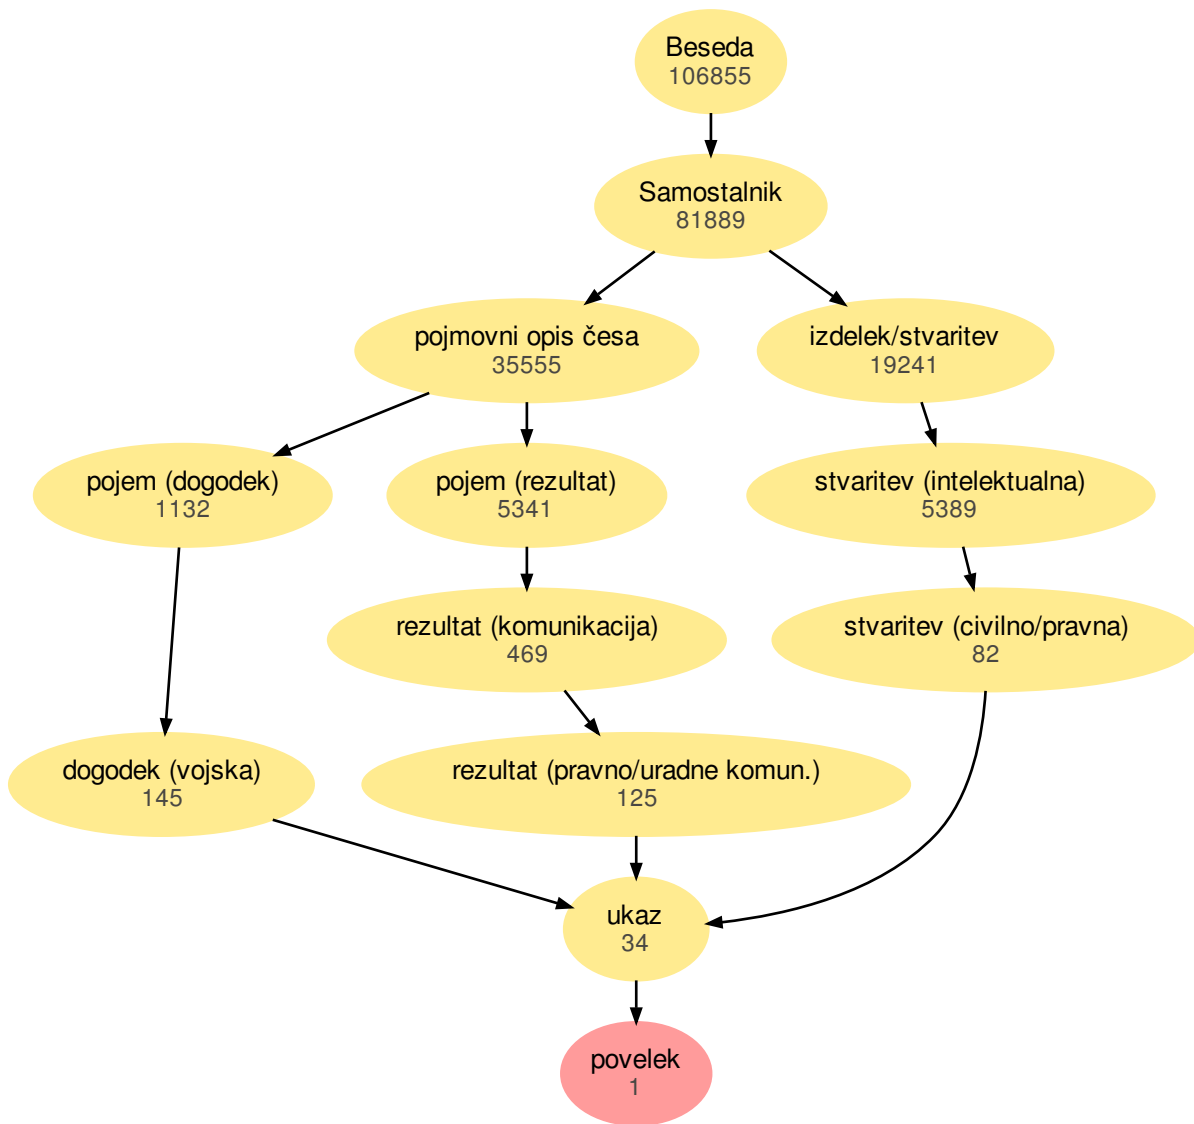 Beseda
106855
Samostalnik
81889
pojmovni opis česa
35555
izdelek/stvaritev
19241
pojem (dogodek)
1132
pojem (rezultat)
5341
stvaritev (intelektualna)
5389
rezultat (komunikacija)
469
stvaritev (civilno/pravna)
82
dogodek (vojska)
145
rezultat (pravno/uradne komun.)
125
ukaz
34
povelek
1